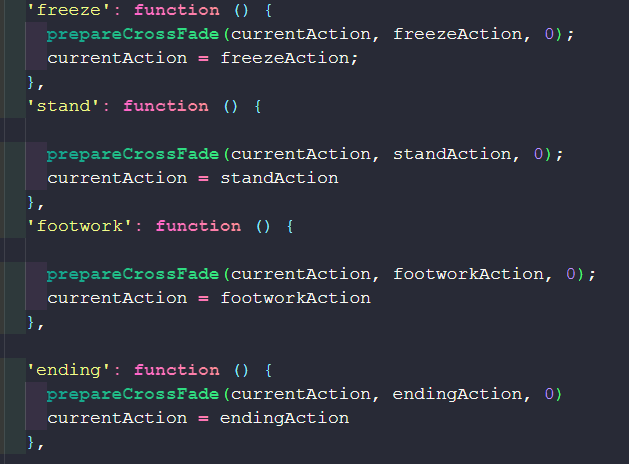 'freeze': function () {
prepareCrossFade(currentAction, freezeAction, 0);
currentAction = freezeAction;
},
'stand': function () {
prepareCrossFade(currentAction, standAction, 0);
currentAction = standAction
},
'footwork': function () {
prepareCrossFade(currentAction, footworkAction, 0);
currentAction = footworkAction
},
'ending': function () {
prepareCrossFade(currentAction, endingAction, 0)
currentAction = endingAction
},